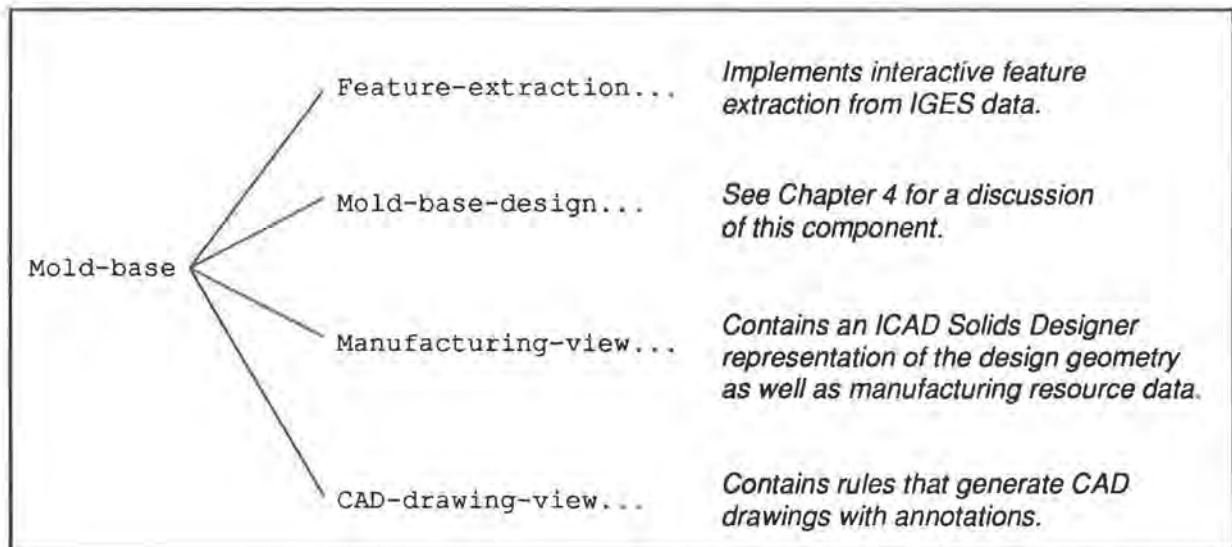 Feature-extraction...
Implements interactive feature
extraction from IGES data.
Mold-base-design...
See Chapter 4 for a discussion
of this component.
Mold-base
Manufacturing-view...
Contains an ICAD Solids Designer
representation of the design geometry
as well as manufacturing resource data.
CAD-drawing-view...
Contains rules that generate CAD
drawings with annotations.